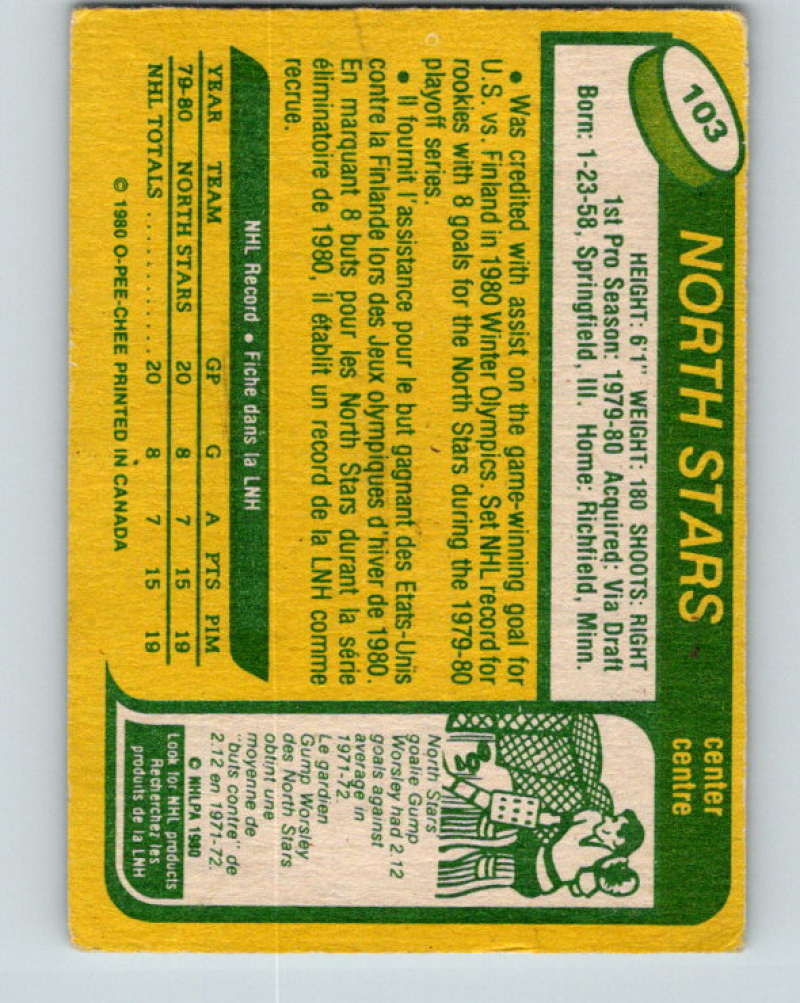 103
NORTH STARS
center
centre
HEIGHT: 6'1" WEIGHT: 180 SHOOTS: RIGHT
1st Pro Season: 1979-80 Acquired: Via Draft
Born: 1-23-58, Springfield, Ill. Home: Richfield, Minn.
• Was credited with assist on the game-winning goal for
U.S. vs. Finland in 1980 Winter Olympics. Set NHL record for
rookies with 8 goals for the North Stars during the 1979-80
playoff series.
• Il fournit l'assistance pour le but gagnant des Etats-Unis
contre la Finlande lors des Jeux olympiques d'hiver de 1980.
En marquant 8 buts pour les North Stars durant la série
éliminatoire de 1980, il établit un record de la LNH comme
recrue.
NHL Record • Fiche dans la LNH
YEAR TEAM GP G A PTS PIM
79-80 NORTH STARS 20 8 7 15 19
NHL TOTALS ............ 20 8 7 15 19
© 1980 O-PEE-CHEE PRINTED IN CANADA
North Stars
goalie Gump
Worsley had 2.12
goals against
average in
1971-72.
Le gardien
Gump Worsley
des North Stars
obtint une
moyenne de
"buts contre" de
2.12 en 1971-72.
© NHLPA 1980
Look for NHL products
Recherchez les
produits de la LNH